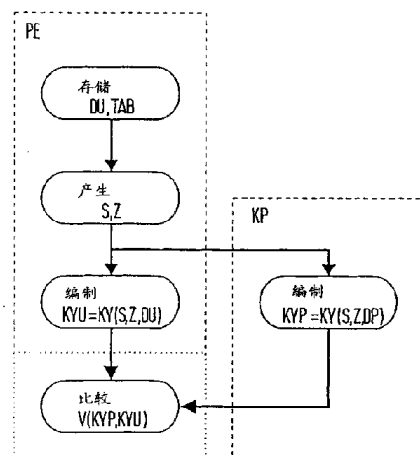 PE
存储
DU,TAB
产生
S,Z
KP
编制
KYU=KY(S,Z,DU)
编制
KYP=KY(S,Z,DP)
比较
V(KYP,KYU)